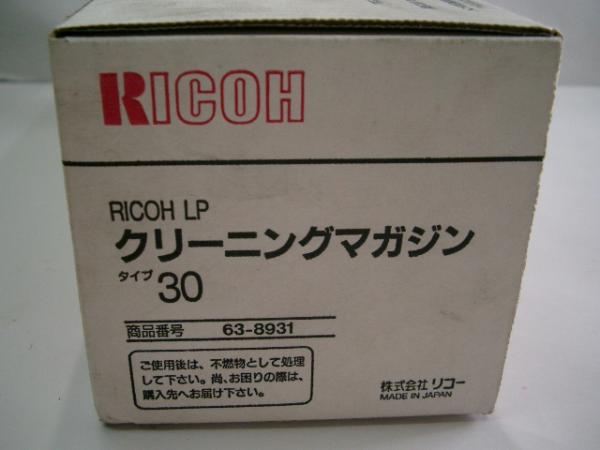 RICOH
RICOH LP
クリーニングマガジン
タイプ 30
商品番号 63-8931
ご使用後は、不燃物として処理
して下さい。尚、お困りの際は、
購入先へお届け下さい。
株式会社 リコー
MADE IN JAPAN